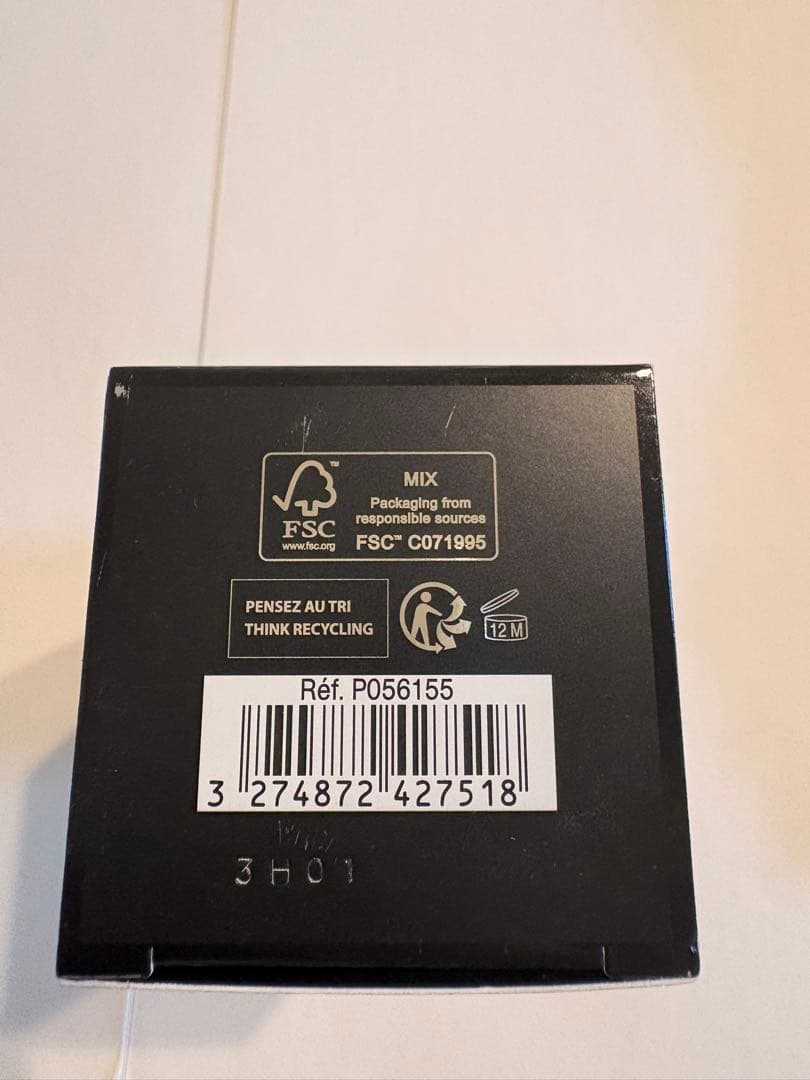 FSC™
www.fsc.org
MIX
Packaging from
responsible sources
FSC™ C071995
PENSEZ AU TRI
THINK RECYCLING
12 M
Réf. P056155
3 274872 427518
3H01